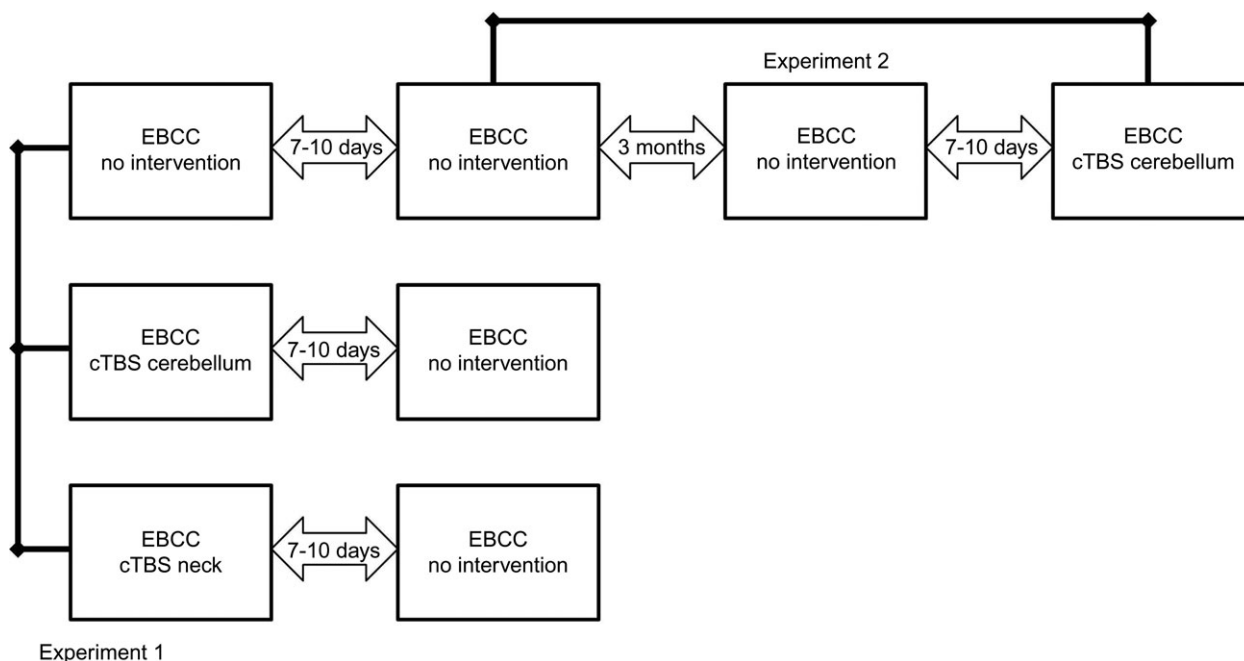 Experiment 2
EBCC
no intervention
7-10 days
EBCC
no intervention
3 months
EBCC
no intervention
7-10 days
EBCC
cTBS cerebellum
EBCC
cTBS cerebellum
7-10 days
EBCC
no intervention
EBCC
cTBS neck
7-10 days
EBCC
no intervention
Experiment 1